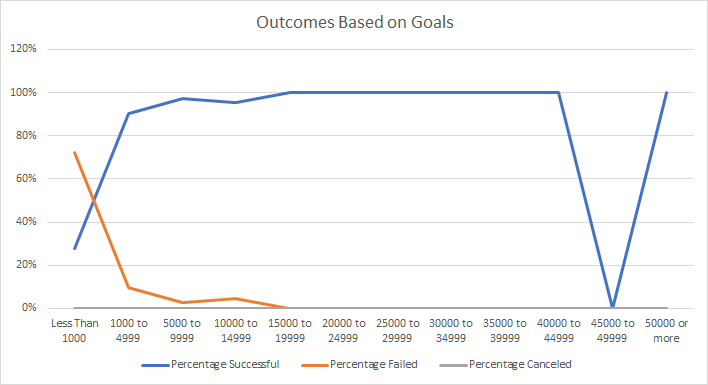 Outcomes Based on Goals
120%
100%
80%
60%
40%
20%
0%
Less Than 1000
1000 to 4999
5000 to 9999
10000 to 14999
15000 to 19999
20000 to 24999
25000 to 29999
30000 to 34999
35000 to 39999
40000 to 44999
45000 to 49999
50000 or more
Percentage Successful
Percentage Failed
Percentage Canceled